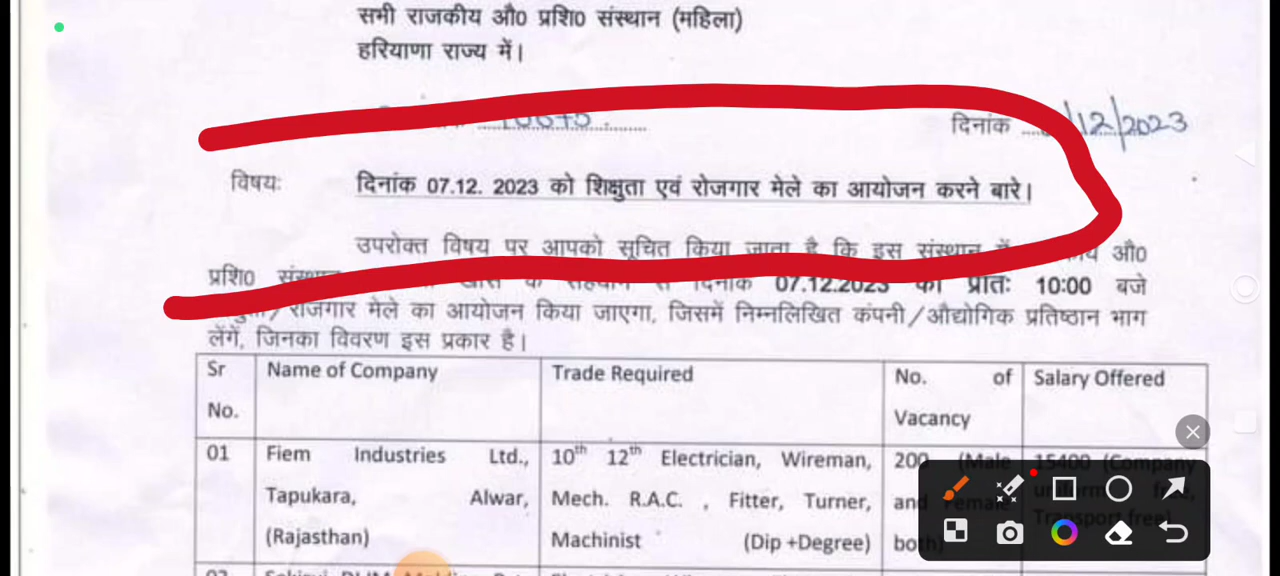 सभी राजकीय औ0 प्रशि0 संस्थान (महिला)
हरियाणा राज्य में।
दिनांक /12/2023
विषयः दिनांक 07.12. 2023 को शिक्षुता एवं रोजगार मेले का आयोजन करने बारे।
उपरोक्त विषय पर आपको सूचित किया जाता है कि इस संस्थान में औ0
प्रशि0 संस्थान दिनांक 07.12.2023 को प्रातः 10:00 बजे
रोजगार मेले का आयोजन किया जाएगा, जिसमें निम्नलिखित कंपनी/औद्योगिक प्रतिष्ठान भाग
लेंगें, जिनका विवरण इस प्रकार है।
Sr No. Name of Company Trade Required No. of Vacancy Salary Offered
01 Fiem Industries Ltd., 10th 12th Electrician, Wireman, 200 (Male 15400 (Company
Tapukara, Alwar, Mech. R.A.C. , Fitter, Turner, and Female uniform free,
(Rajasthan) Machinist (Dip +Degree) both) Transport free)